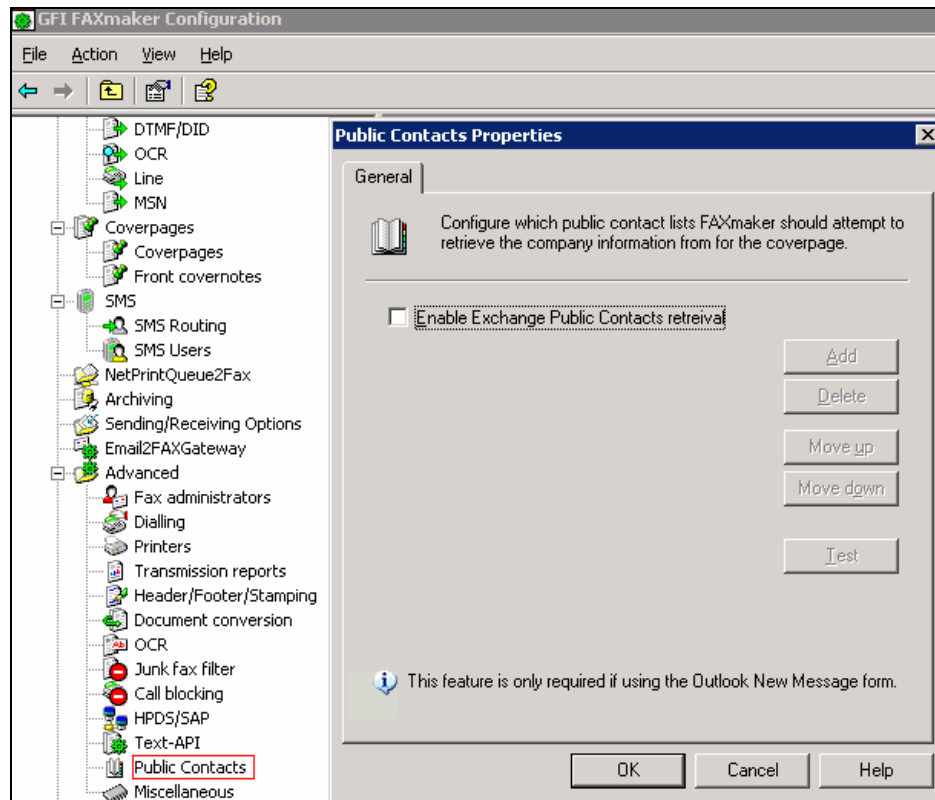 GFI FAXmaker Configuration
File Action View Help
DTMF/DID
OCR
Line
MSN
Coverpages
Coverpages
Front covernotes
SMS
SMS Routing
SMS Users
NetPrintQueue2Fax
Archiving
Sending/Receiving Options
Email2FAXGateway
Advanced
Fax administrators
Dialling
Printers
Transmission reports
Header/Footer/Stamping
Document conversion
OCR
Junk fax filter
Call blocking
HPDS/SAP
Text-API
Public Contacts
Miscellaneous
Public Contacts Properties
General
Configure which public contact lists FAXmaker should attempt to
retrieve the company information from for the coverpage.
Enable Exchange Public Contacts retreival
Add
Delete
Move up
Move down
Test
This feature is only required if using the Outlook New Message form.
OK Cancel Help